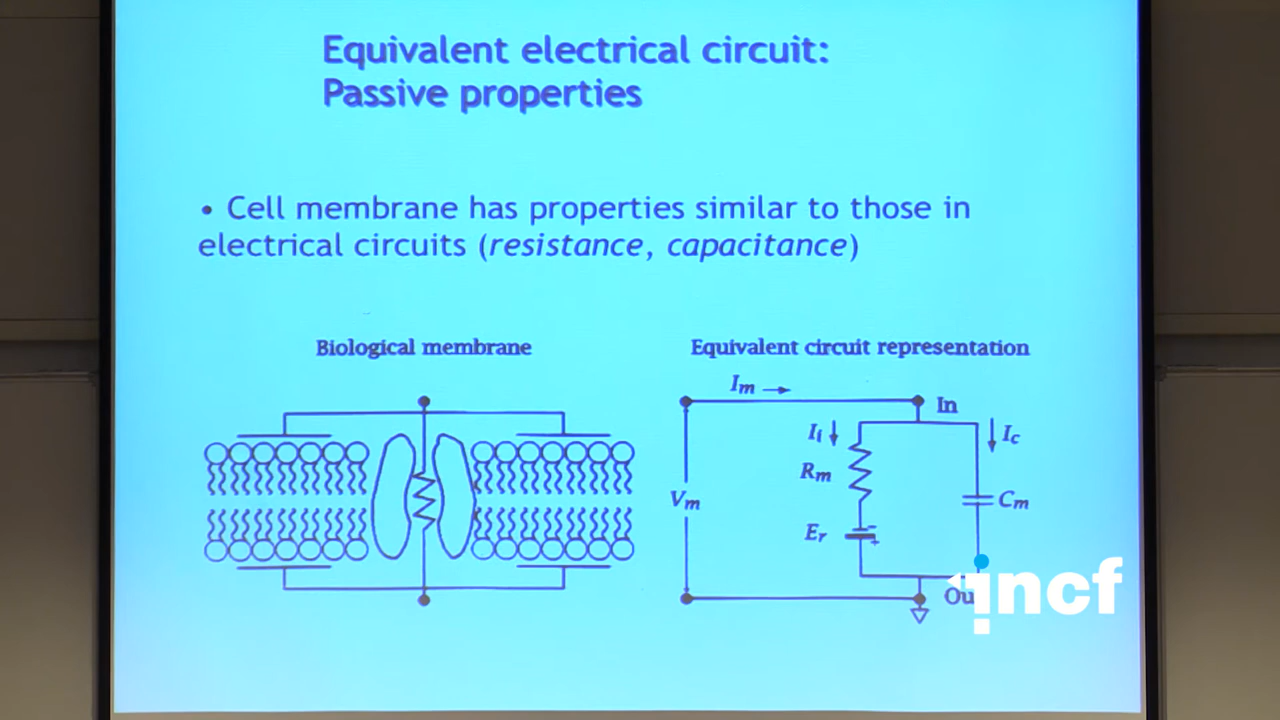 Equivalent electrical circuit:
Passive properties
• Cell membrane has properties similar to those in
electrical circuits (resistance, capacitance)
Biological membrane
Equivalent circuit representation
Im
In
Il
Ic
Rm
Vm
Cm
Er
Ou
incf